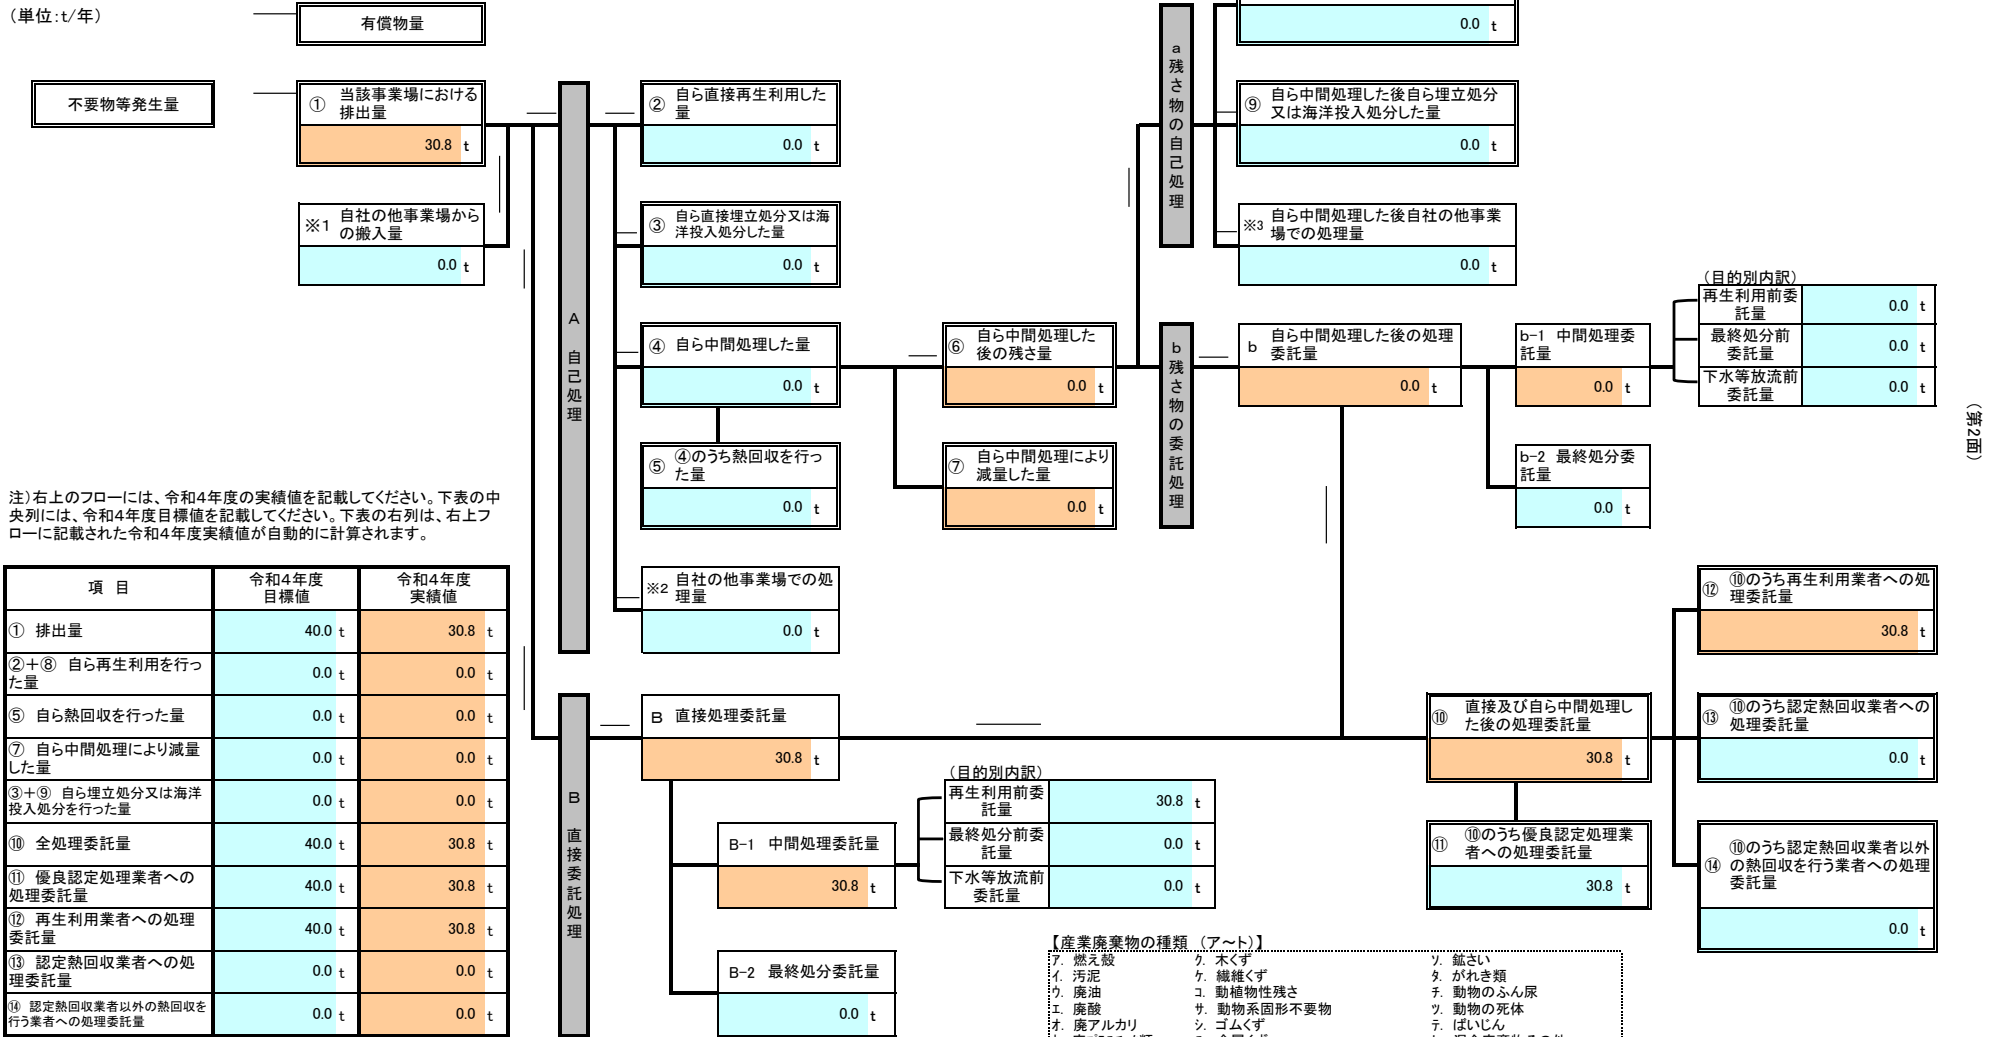 (単位:t/年)
有償物量
0.0 t
不要物等発生量
① 当該事業場における
排出量
30.8 t
※1 自社の他事業場から
の搬入量
0.0 t
A 自己処理
② 自ら直接再生利用した
量
0.0 t
③ 自ら直接埋立処分又は海
洋投入処分した量
0.0 t
④ 自ら中間処理した量
0.0 t
⑤ ④のうち熱回収を行っ
た量
0.0 t
※2 自社の他事業場での処
理量
0.0 t
⑥ 自ら中間処理した
後の残さ量
0.0 t
⑦ 自ら中間処理により
減量した量
0.0 t
a残さ物の自己処理
⑨ 自ら中間処理した後自ら埋立処分
又は海洋投入処分した量
0.0 t
※3 自ら中間処理した後自社の他事業
場での処理量
0.0 t
b残さ物の委託処理
b 自ら中間処理した後の処理
委託量
0.0 t
b-1 中間処理委
託量
0.0 t
b-2 最終処分委
託量
0.0 t
(目的別内訳)
再生利用前委
託量
0.0 t
最終処分前
委託量
0.0 t
下水等放流前
委託量
0.0 t
(第2面)
注)右上のフローには、令和4年度の実績値を記載してください。下表の中
央列には、令和4年度目標値を記載してください。下表の右列は、右上フ
ローに記載された令和4年度実績値が自動的に計算されます。
項 目 令和4年度 目標値 令和4年度 実績値
① 排出量 40.0 t 30.8 t
②+⑧ 自ら再生利用を行っ
た量 0.0 t 0.0 t
⑤ 自ら熱回収を行った量 0.0 t 0.0 t
⑦ 自ら中間処理により減量
した量 0.0 t 0.0 t
③+⑨ 自ら埋立処分又は海洋
投入処分を行った量 0.0 t 0.0 t
⑩ 全処理委託量 40.0 t 30.8 t
⑪ 優良認定処理業者への
処理委託量 40.0 t 30.8 t
⑫ 再生利用業者への処理
委託量 40.0 t 30.8 t
⑬ 認定熱回収業者への処
理委託量 0.0 t 0.0 t
⑭ 認定熱回収業者以外の熱回収を
行う業者への処理委託量 0.0 t 0.0 t
B 直接委託処理
B 直接処理委託量
30.8 t
B-1 中間処理委託量
30.8 t
B-2 最終処分委託量
0.0 t
(目的別内訳)
再生利用前委
託量
30.8 t
最終処分前委
託量
0.0 t
下水等放流前
委託量
0.0 t
⑩ 直接及び自ら中間処理し
た後の処理委託量
30.8 t
⑪ ⑩のうち優良認定処理業
者への処理委託量
30.8 t
⑫ ⑩のうち再生利用業者への処
理委託量
30.8 t
⑬ ⑩のうち認定熱回収業者への
処理委託量
0.0 t
⑭ ⑩のうち認定熱回収業者以外
の熱回収を行う業者への処理
委託量
0.0 t
【産業廃棄物の種類 (ア~ト)】
ア. 燃え殻 ク. 木くず ソ. 鉱さい
イ. 汚泥 ケ. 繊維くず タ. がれき類
ウ. 廃油 コ. 動植物性残さ チ. 動物のふん尿
エ. 廃酸 サ. 動物系固形不要物 ツ. 動物の死体
オ. 廃アルカリ シ. ゴムくず テ. ばいじん